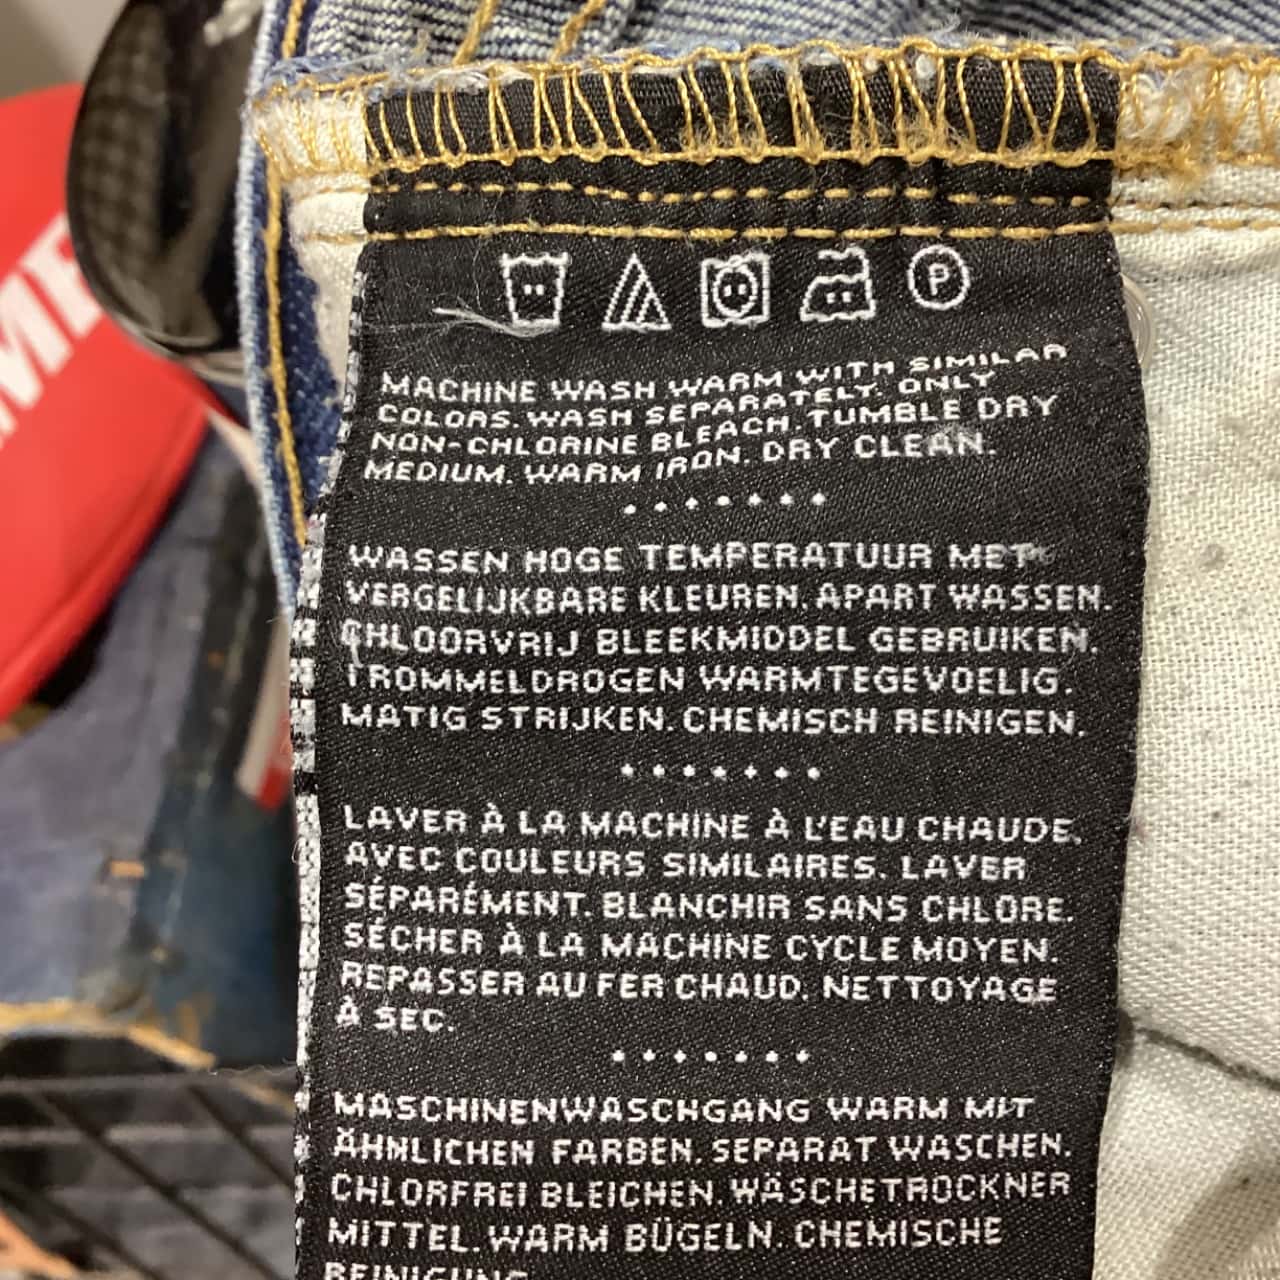 P
MACHINE WASH WARM WITH SIMILAR
COLORS. WASH SEPARATELY. ONLY
NON-CHLORINE BLEACH. TUMBLE DRY
MEDIUM. WARM IRON. DRY CLEAN.
WASSEN HOGE TEMPERATUUR MET
VERGELIJKBARE KLEUREN. APART WASSEN.
CHLOORVRIJ BLEEKMIDDEL GEBRUIKEN.
TROMMELDROGEN WARMTEGEVOELIG.
MATIG STRIJKEN. CHEMISCH REINIGEN.
LAVER À LA MACHINE À L'EAU CHAUDE,
AVEC COULEURS SIMILAIRES. LAVER
SÉPARÉMENT. BLANCHIR SANS CHLORE.
SÉCHER À LA MACHINE CYCLE MOYEN.
REPASSER AU FER CHAUD. NETTOYAGE
À SEC.
MASCHINENWASCHGANG WARM MIT
ÄHNLICHEN FARBEN. SEPARAT WASCHEN.
CHLORFREI BLEICHEN. WÄSCHETROCKNER
MITTEL. WARM BÜGELN. CHEMISCHE
REINIGUNG